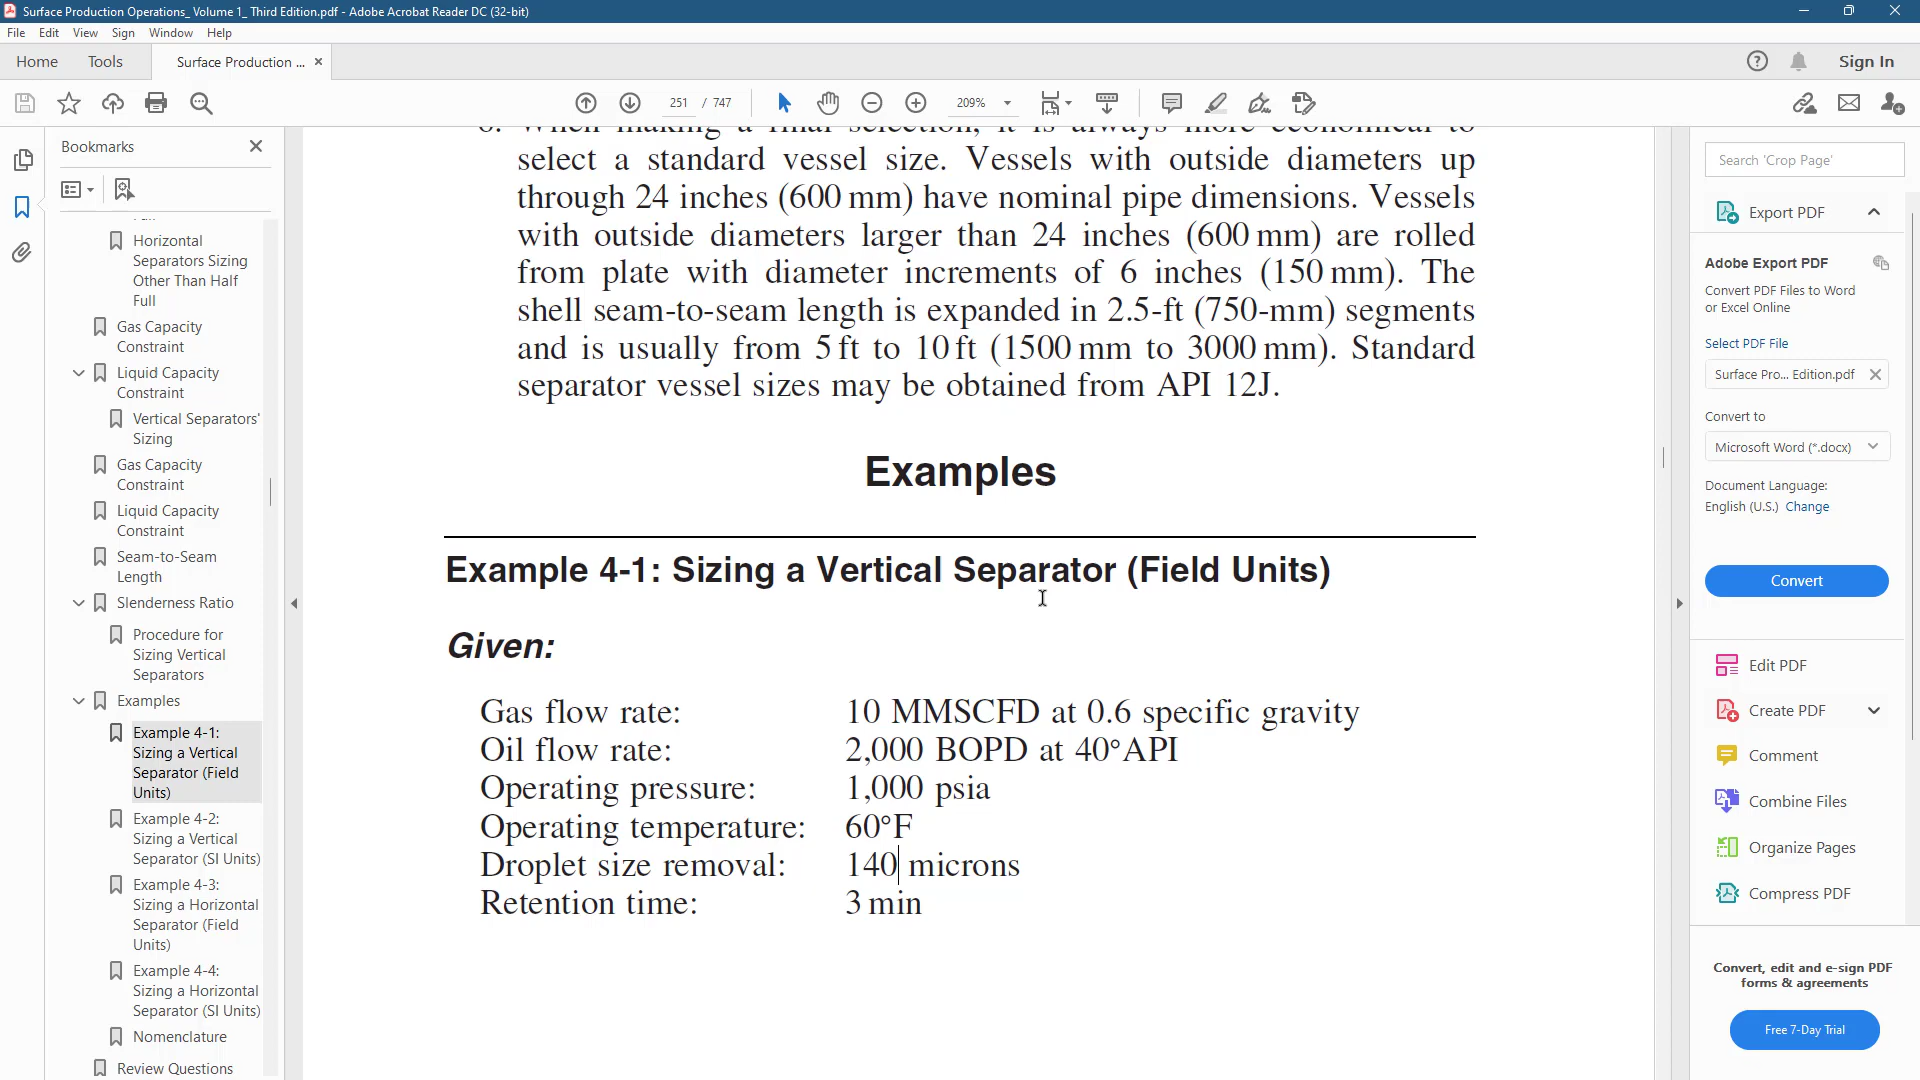 Surface Production Operations_ Volume 1_ Third Edition.pdf - Adobe Acrobat Reader DC (32-bit)
File Edit View Sign Window Help
Home Tools Surface Production ... Sign In
251 / 747 209%
Bookmarks
Horizontal
Separators Sizing
Other Than Half
Full
Gas Capacity
Constraint
Liquid Capacity
Constraint
Vertical Separators'
Sizing
Gas Capacity
Constraint
Liquid Capacity
Constraint
Seam-to-Seam
Length
Slenderness Ratio
Procedure for
Sizing Vertical
Separators
Examples
Example 4-1:
Sizing a Vertical
Separator (Field
Units)
Example 4-2:
Sizing a Vertical
Separator (SI Units)
Example 4-3:
Sizing a Horizontal
Separator (Field
Units)
Example 4-4:
Sizing a Horizontal
Separator (SI Units)
Nomenclature
Review Questions
When making a final selection, it is always more economical to
select a standard vessel size. Vessels with outside diameters up
through 24 inches (600 mm) have nominal pipe dimensions. Vessels
with outside diameters larger than 24 inches (600 mm) are rolled
from plate with diameter increments of 6 inches (150 mm). The
shell seam-to-seam length is expanded in 2.5-ft (750-mm) segments
and is usually from 5 ft to 10 ft (1500 mm to 3000 mm). Standard
separator vessel sizes may be obtained from API 12J.
Examples
Example 4-1: Sizing a Vertical Separator (Field Units)
Given:
Gas flow rate: 10 MMSCFD at 0.6 specific gravity
Oil flow rate: 2,000 BOPD at 40°API
Operating pressure: 1,000 psia
Operating temperature: 60°F
Droplet size removal: 140 microns
Retention time: 3 min
Search 'Crop Page'
Export PDF
Adobe Export PDF
Convert PDF Files to Word
or Excel Online
Select PDF File
Surface Pro... Edition.pdf
Convert to
Microsoft Word (*.docx)
Document Language:
English (U.S.) Change
Convert
Edit PDF
Create PDF
Comment
Combine Files
Organize Pages
Compress PDF
Convert, edit and e-sign PDF
forms & agreements
Free 7-Day Trial